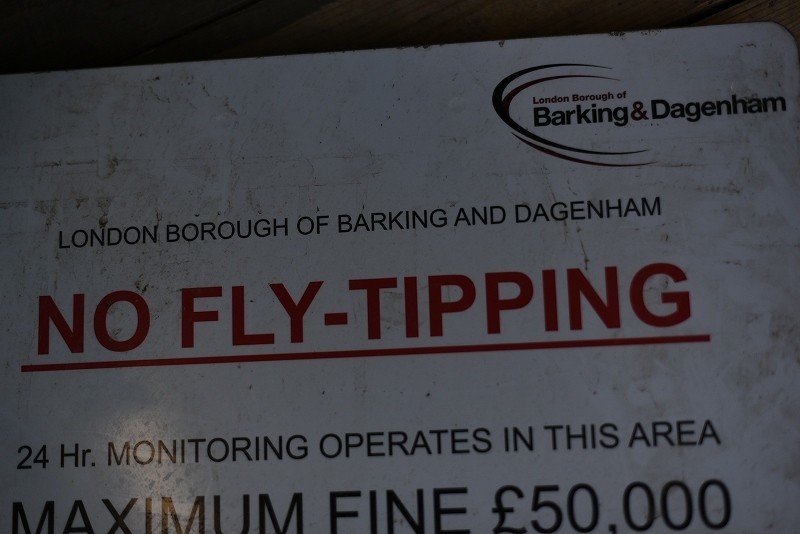 London Borough of
Barking&Dagenham
LONDON BOROUGH OF BARKING AND DAGENHAM
NO FLY-TIPPING
24 Hr. MONITORING OPERATES IN THIS AREA
MAXIMUM FINE £50,000